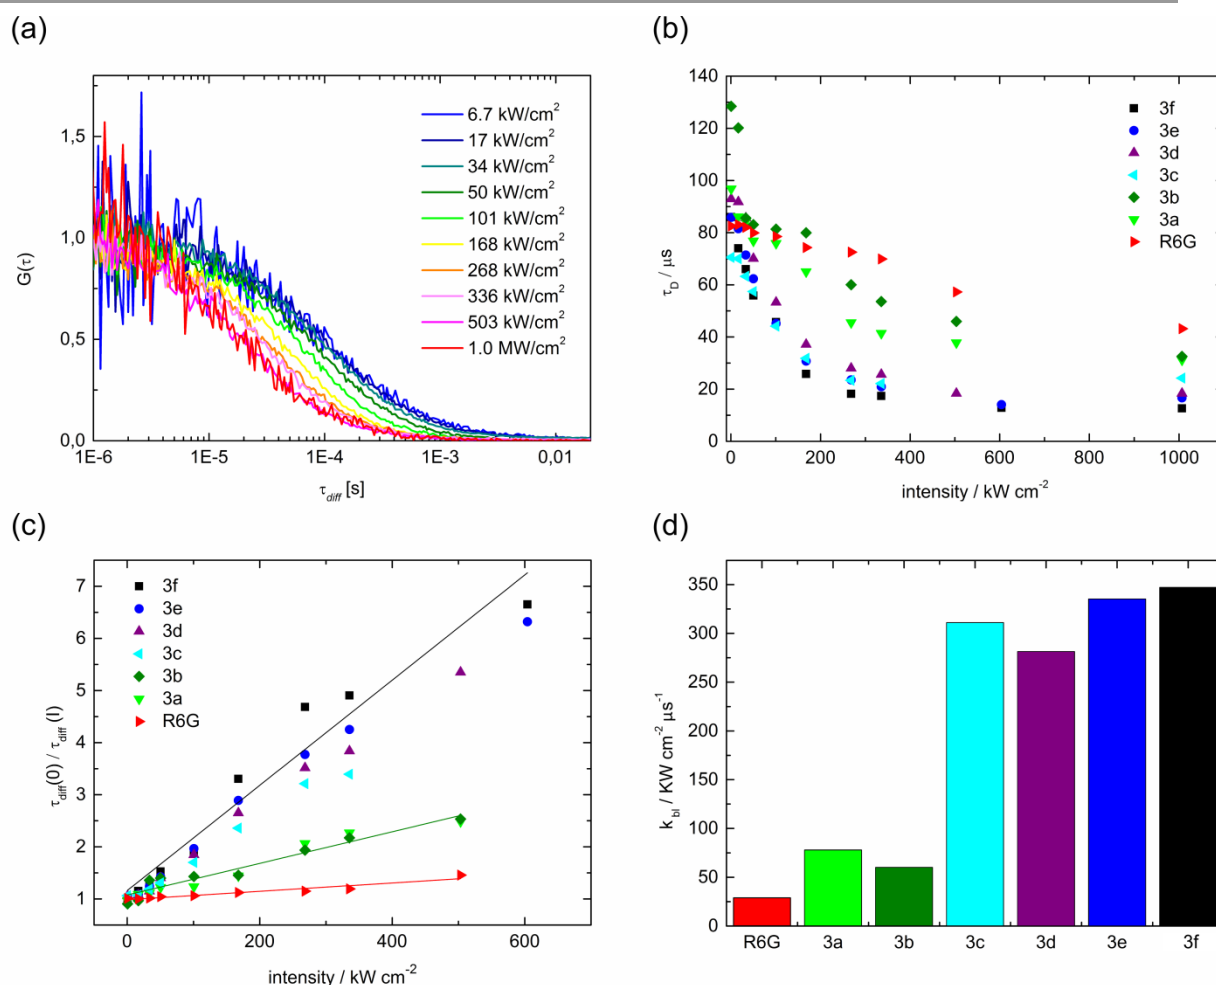 (a)
1,5
1,0
0,5
0,0
G(τ)
1E-6
1E-5
1E-4
1E-3
0,01
τdiff [s]
6.7 kW/cm²
17 kW/cm²
34 kW/cm²
50 kW/cm²
101 kW/cm²
168 kW/cm²
268 kW/cm²
336 kW/cm²
503 kW/cm²
1.0 MW/cm²
(b)
140
120
100
80
60
40
20
0
τD / μs
0
200
400
600
800
1000
intensity / kW cm⁻²
3f
3e
3d
3c
3b
3a
R6G
(c)
7
6
5
4
3
2
1
τdiff(0) / τdiff(I)
0
200
400
600
intensity / kW cm⁻²
3f
3e
3d
3c
3b
3a
R6G
(d)
350
300
250
200
150
100
50
0
k bl / KW cm⁻² μs⁻¹
R6G
3a
3b
3c
3d
3e
3f